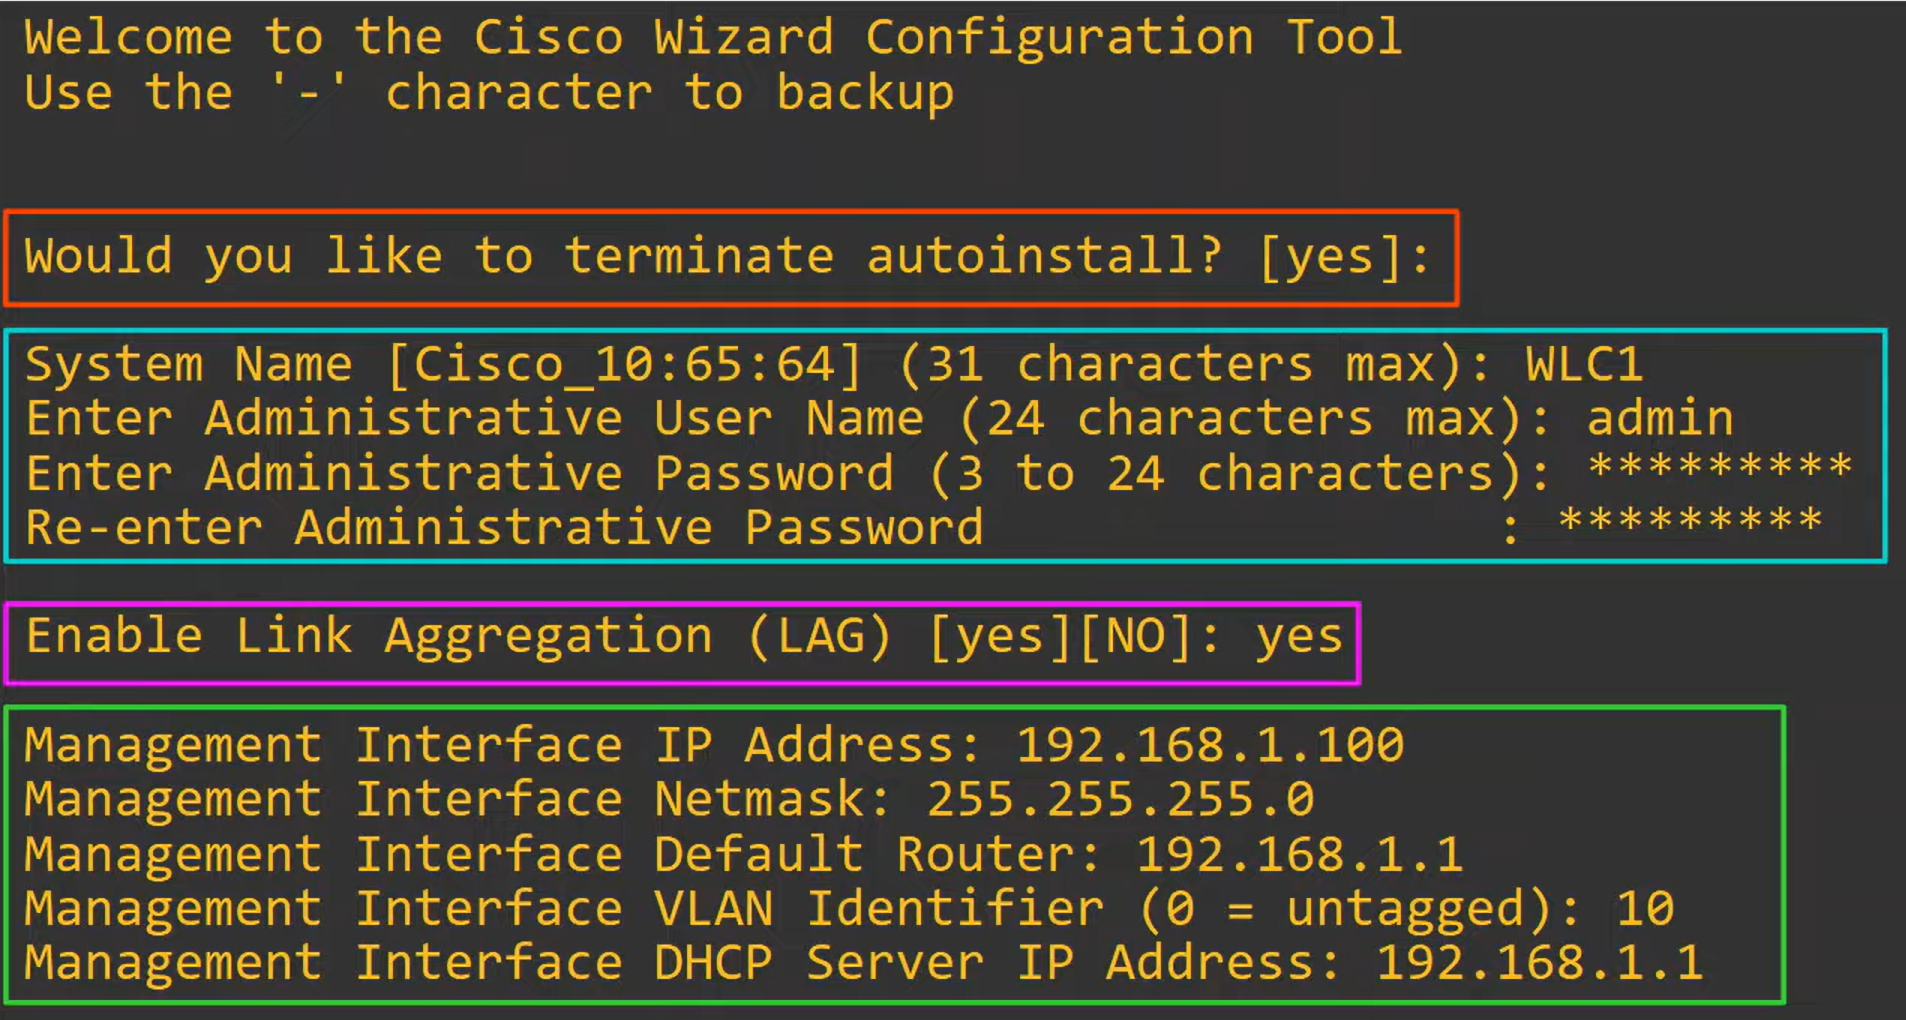 Welcome to the Cisco Wizard Configuration Tool
Use the '-' character to backup
Would you like to terminate autoinstall? [yes]:
System Name [Cisco_10:65:64] (31 characters max): WLC1
Enter Administrative User Name (24 characters max): admin
Enter Administrative Password (3 to 24 characters): *********
Re-enter Administrative Password                 : *********
Enable Link Aggregation (LAG) [yes][NO]: yes
Management Interface IP Address: 192.168.1.100
Management Interface Netmask: 255.255.255.0
Management Interface Default Router: 192.168.1.1
Management Interface VLAN Identifier (0 = untagged): 10
Management Interface DHCP Server IP Address: 192.168.1.1